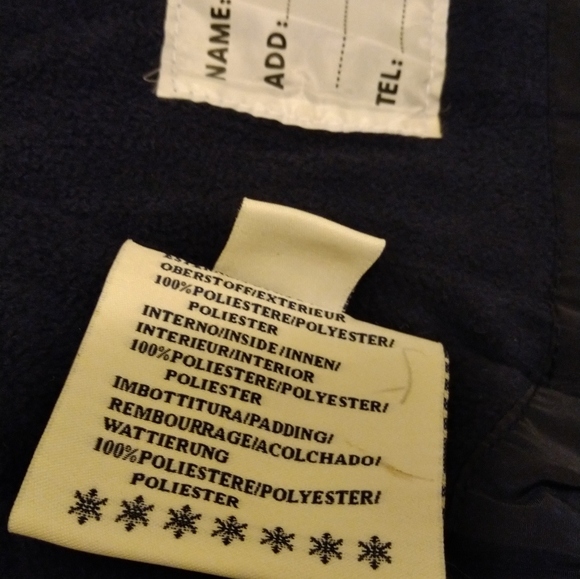 NAME:
ADD:
TEL:
OBERSTOFF/EXTERIEUR
100%POLIESTERE/POLYESTER/
POLIESTER
INTERNO/INSIDE/INNEN/
INTERIEUR/INTERIOR
100%POLIESTERE/POLYESTER/
POLIESTER
IMBOTTITURA/PADDING/
REMBOURRAGE/ACOLCHADO/
WATTIERUNG
100%POLIESTERE/POLYESTER/
POLIESTER